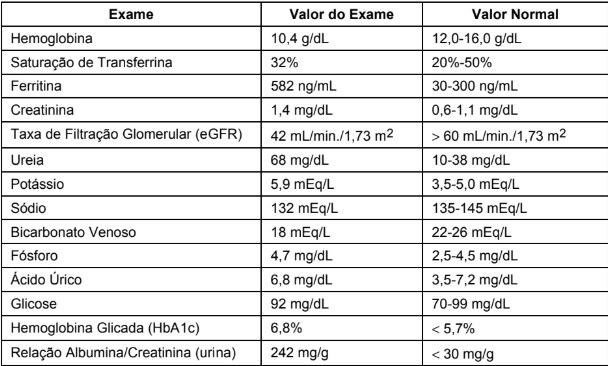 Exame Valor do Exame Valor Normal
Hemoglobina 10,4 g/dL 12,0-16,0 g/dL
Saturação de Transferrina 32% 20%-50%
Ferritina 582 ng/mL 30-300 ng/mL
Creatinina 1,4 mg/dL 0,6-1,1 mg/dL
Taxa de Filtração Glomerular (eGFR) 42 mL/min./1,73 m2 > 60 mL/min./1,73 m2
Ureia 68 mg/dL 10-38 mg/dL
Potássio 5,9 mEq/L 3,5-5,0 mEq/L
Sódio 132 mEq/L 135-145 mEq/L
Bicarbonato Venoso 18 mEq/L 22-26 mEq/L
Fósforo 4,7 mg/dL 2,5-4,5 mg/dL
Ácido Úrico 6,8 mg/dL 3,5-7,2 mg/dL
Glicose 92 mg/dL 70-99 mg/dL
Hemoglobina Glicada (HbA1c) 6,8% < 5,7%
Relação Albumina/Creatinina (urina) 242 mg/g < 30 mg/g